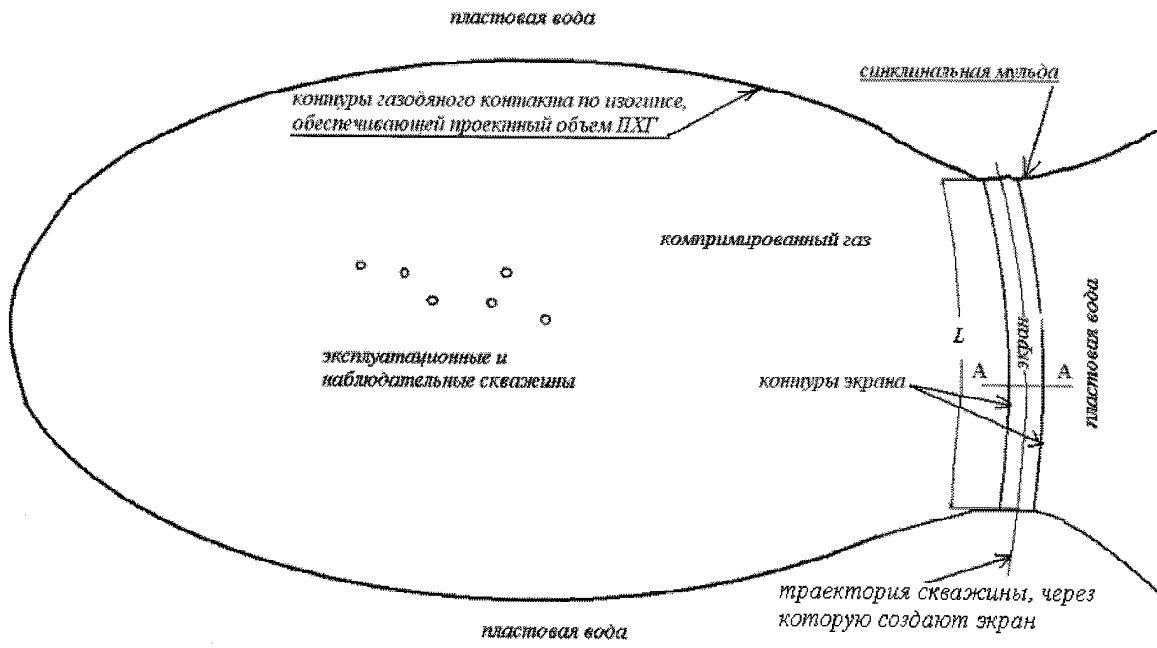 пластовая вода
синклинальная мульда
контуры газодяного контакта по изогипсе,
обеспечивающей проектный объем ПХГ
компримированный газ
пластовая вода
L
экран
А
А
эксплуатационные и
наблюдательные скважины
контуры экрана
траектория скважины, через
которую создают экран
пластовая вода